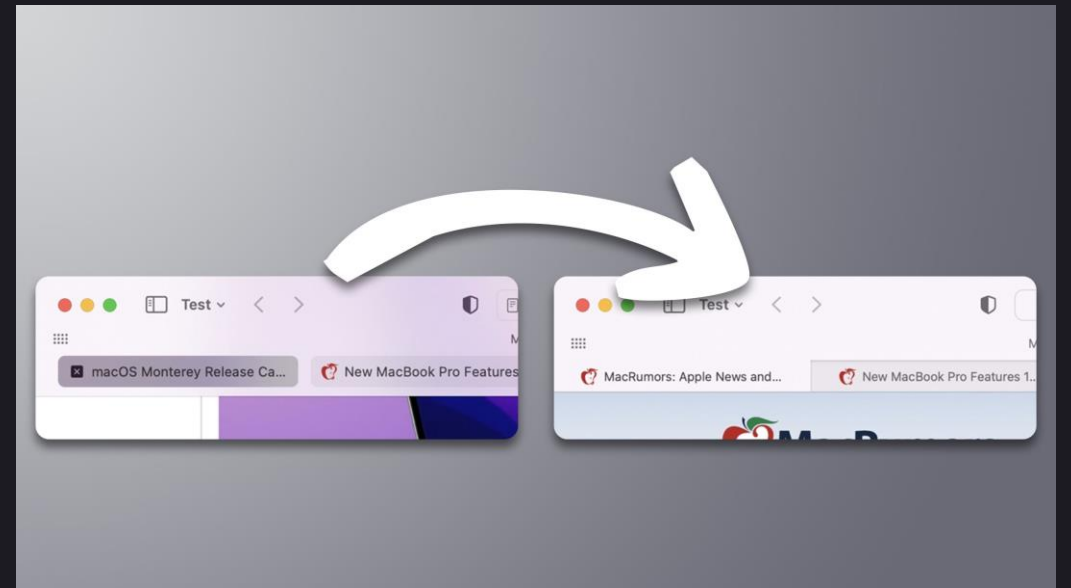 Test
M
macOS Monterey Release Ca...
New MacBook Pro Features
Test
M
MacRumors: Apple News and...
New MacBook Pro Features 1...
MacRumors